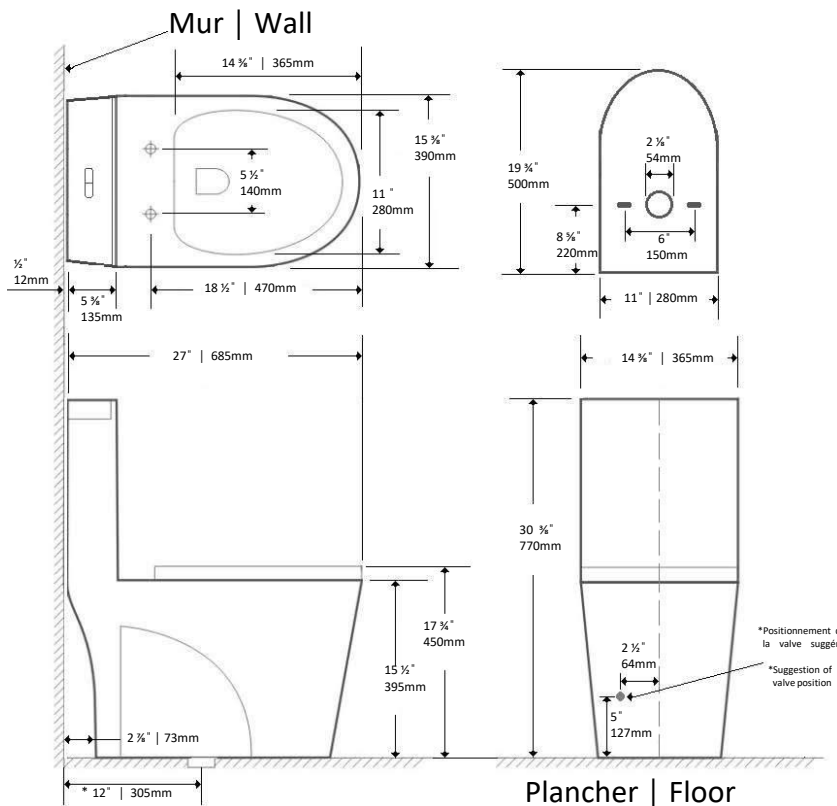 Mur | Wall
14 ⅜" | 365mm
15 ⅜"
390mm
5 ½"
140mm
11"
280mm
½"
12mm
5 ⅜"
135mm
18 ½" | 470mm
27" | 685mm
19 ¾"
500mm
2 ⅛"
54mm
8 ⅝"
220mm
6"
150mm
11" | 280mm
14 ⅜" | 365mm
30 ⅜"
770mm
17 ¾"
450mm
15 ½"
395mm
2 ⅞" | 73mm
* 12" | 305mm
2 ½"
64mm
5"
127mm
*Positionnement
la valve
*Suggestion of
valve position
Plancher | Floor